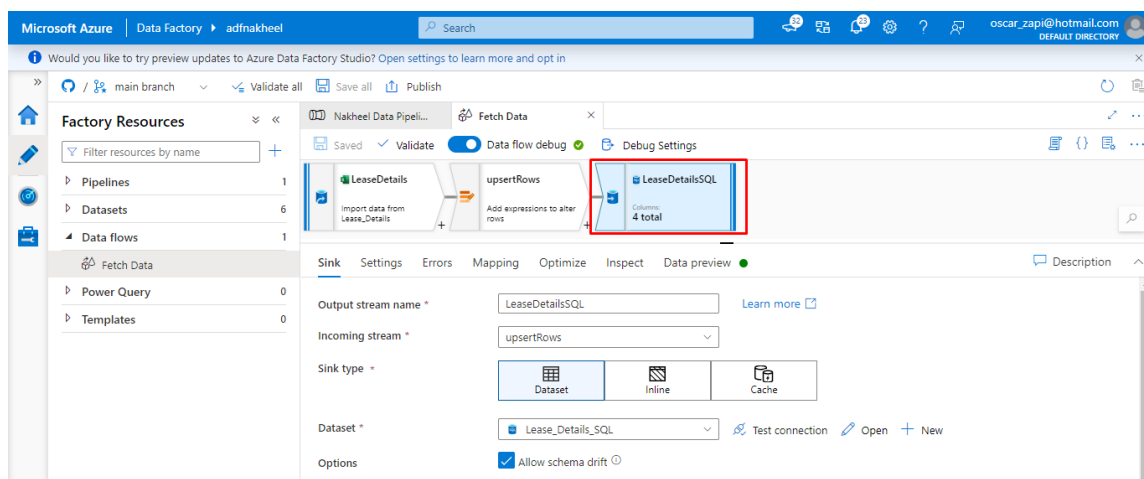 Microsoft Azure Data Factory adfnakheel Search 32 23 ? oscar_zapi@hotmail.com
DEFAULT DIRECTORY
Would you like to try preview updates to Azure Data Factory Studio? Open settings to learn more and opt in
/ main branch Validate all Save all Publish
Factory Resources
Filter resources by name
Pipelines 1
Datasets 6
Data flows 1
Fetch Data
Power Query 0
Templates 0
Nakheel Data Pipeli... Fetch Data
Saved Validate Data flow debug Debug Settings
LeaseDetails
Import data from
Lease_Details
+
upsertRows
Add expressions to alter
rows
+
LeaseDetailsSQL
Columns:
4 total
Sink Settings Errors Mapping Optimize Inspect Data preview Description
Output stream name * LeaseDetailsSQL Learn more
Incoming stream * upsertRows
Sink type * Dataset Inline Cache
Dataset * Lease_Details_SQL Test connection Open + New
Options Allow schema drift